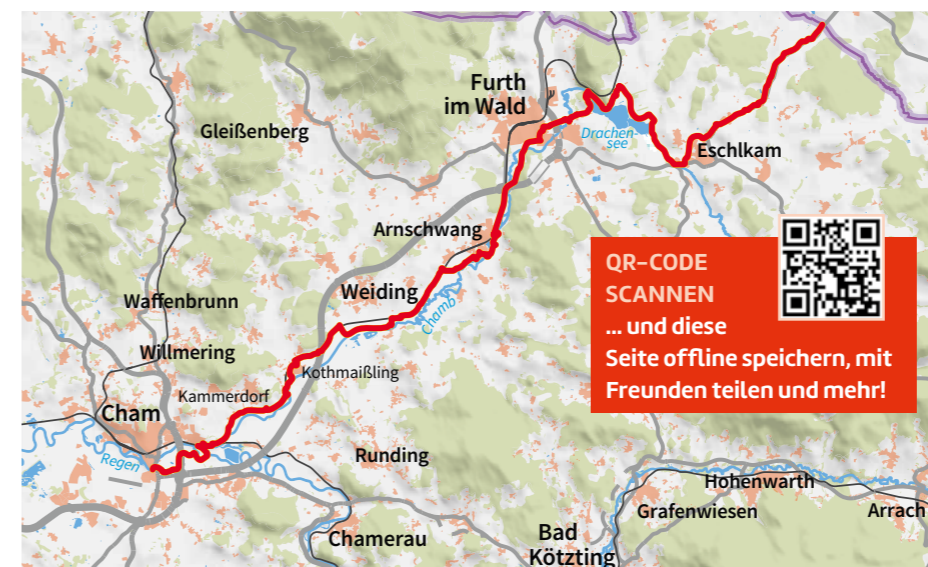 Furth
im Wald
Gleißenberg
Drachen-
see
Eschlkam
Arnschwang
QR-CODE
SCANNEN
... und diese
Seite offline speichern, mit
Freunden teilen und mehr!
Weiding
Chamb
Waffenbrunn
Willmering
Kothmaißling
Kammerdorf
Cham
Regen
Runding
Hohenwarth
Grafenwiesen
Arrach
Chamerau
Bad
Kötzting